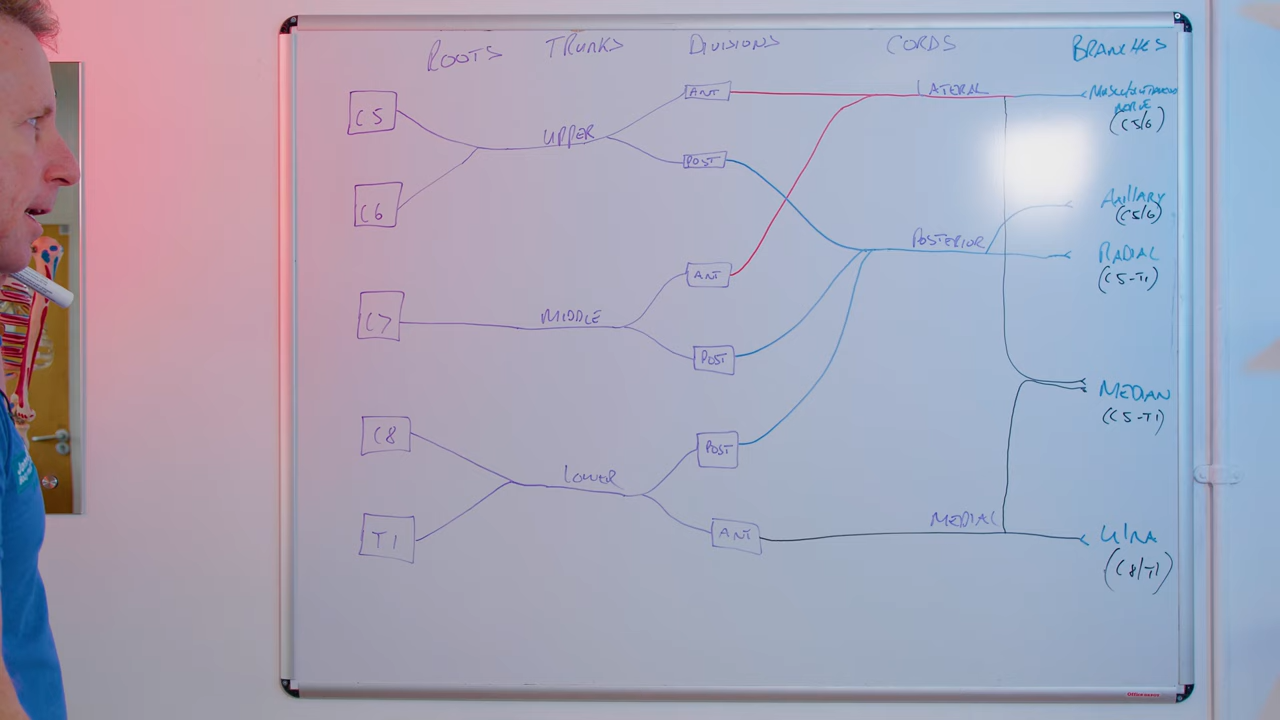 ROOTS TRUNKS DIVISIONS CORDS BRANCHES
C5
C6
C7
C8
T1
UPPER
MIDDLE
LOWER
ANT
POST
ANT
POST
POST
ANT
LATERAL
POSTERIOR
MEDIAL
NERVE
(C5/6)
Axillary
(C5/6)
RADIAL
(C5-T1)
MEDIAN
(C5-T1)
UlNA
(C8/T1)